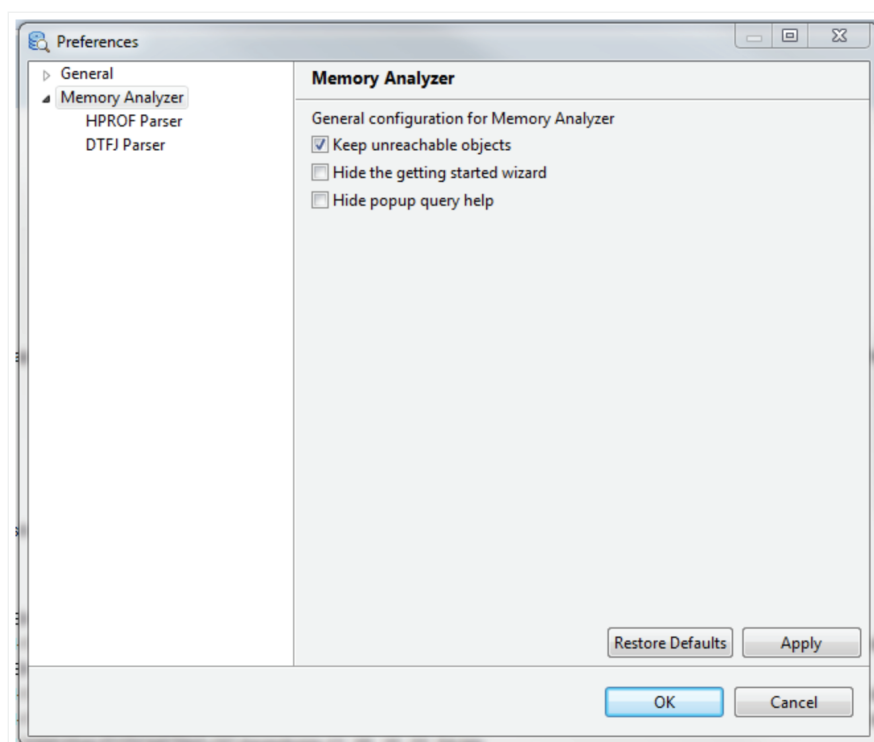 Preferences
General
Memory Analyzer
HPROF Parser
DTFJ Parser
Memory Analyzer
General configuration for Memory Analyzer
Keep unreachable objects
Hide the getting started wizard
Hide popup query help
Restore Defaults
Apply
OK
Cancel